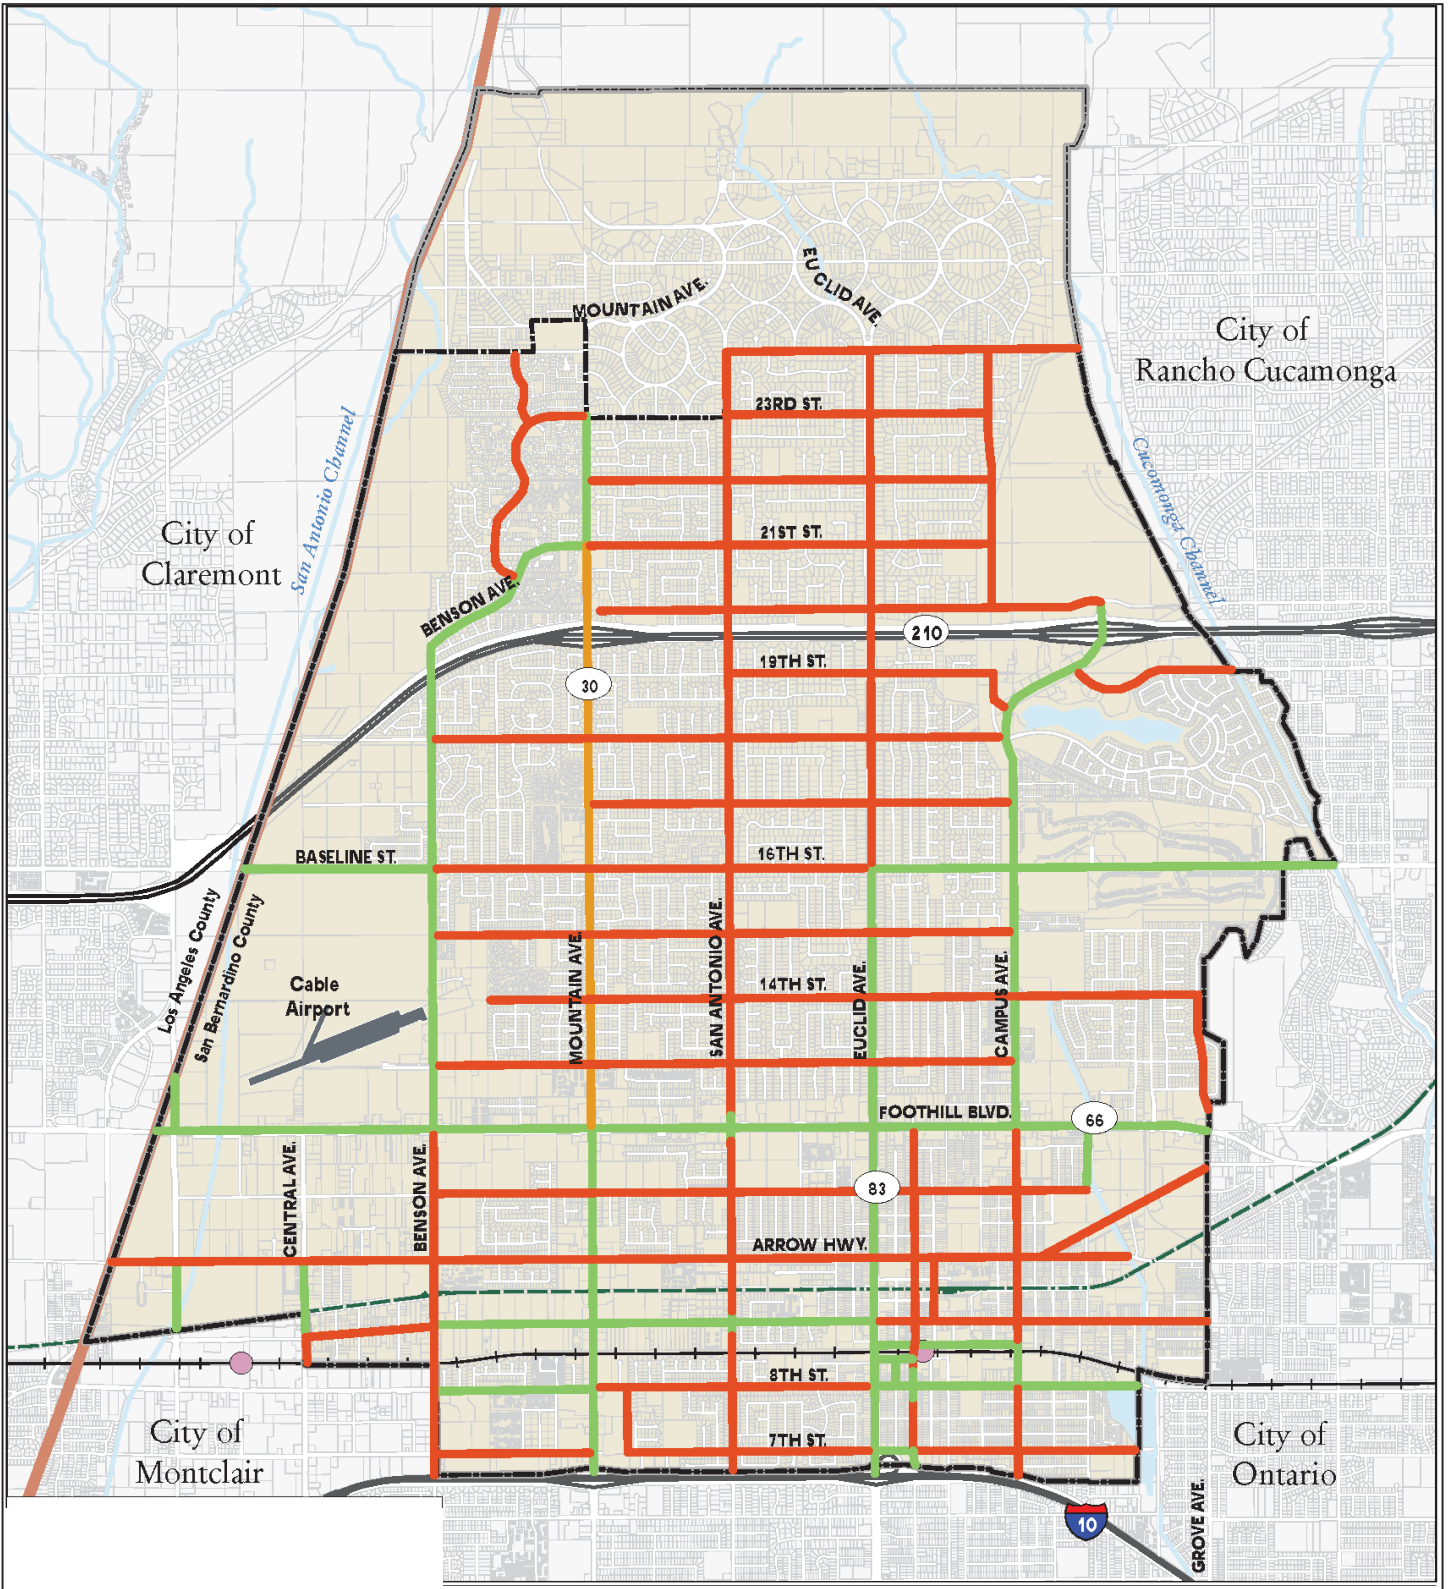 MOUNTAIN AVE.
EUCLID AVE.
City of
Rancho Cucamonga
23RD ST.
San Antonio Channel
Cucomonga Channel
City of
Claremont
21ST ST.
BENSON AVE.
210
19TH ST.
30
BASELINE ST.
16TH ST.
Los Angeles County
San Bernardino County
Cable
Airport
MOUNTAIN AVE.
SAN ANTONIO AVE.
EUCLID AVE.
CAMPUS AVE.
14TH ST.
FOOTHILL BLVD.
66
CENTRAL AVE.
BENSON AVE.
83
ARROW HWY.
8TH ST.
7TH ST.
City of
Montclair
City of
Ontario
GROVE AVE.
10